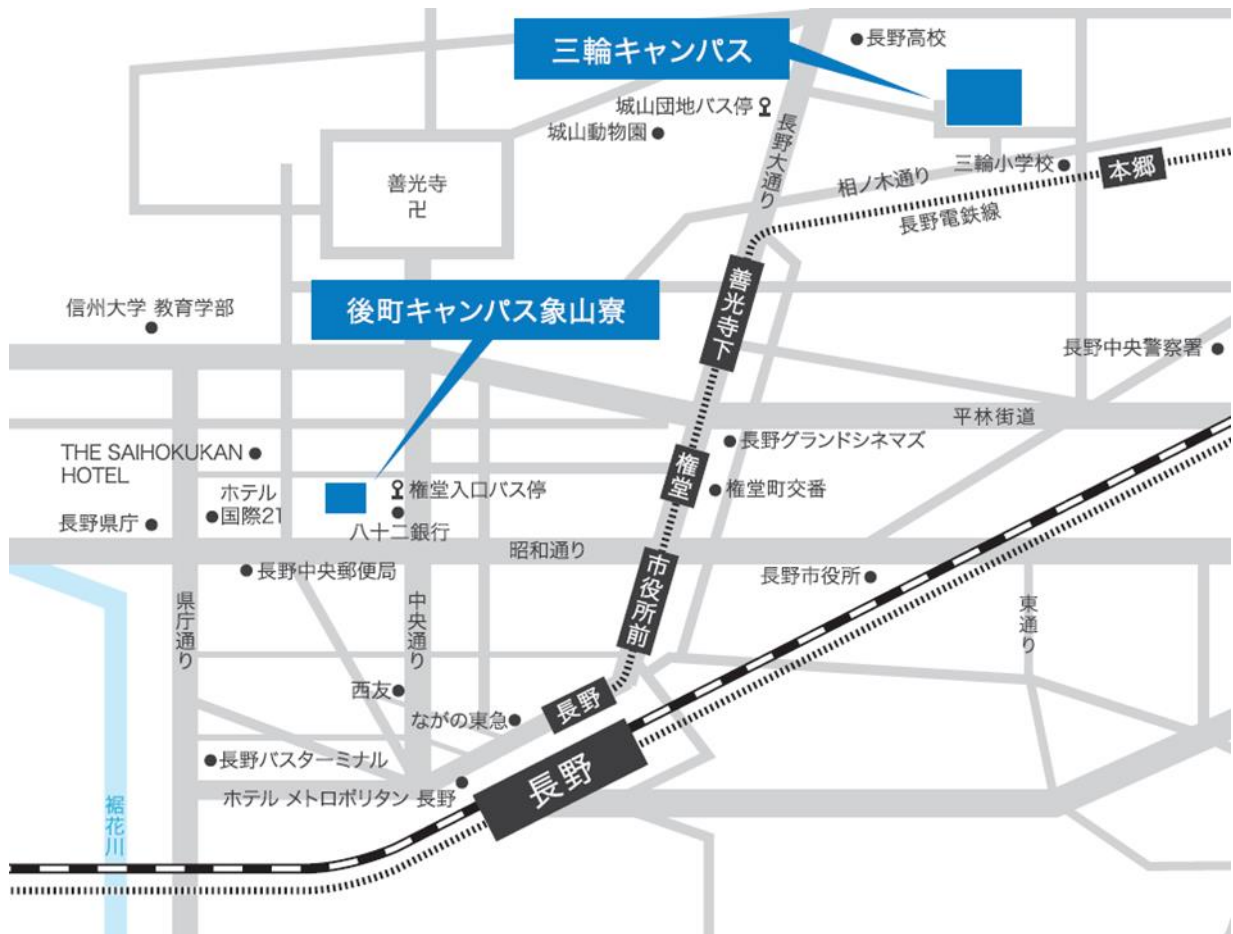 三輪キャンパス
長野高校
城山団地バス停
城山動物園
長野大通り
善光寺
卍
三輪小学校
本郷
相ノ木通り
長野電鉄線
善光寺下
後町キャンパス象山寮
信州大学 教育学部
長野中央警察署
平林街道
THE SAIHOKUKAN
HOTEL
長野グランドシネマズ
権堂
ホテル
国際21
権堂入口バス停
権堂町交番
長野県庁
八十二銀行
昭和通り
長野中央郵便局
市役所前
長野市役所
県庁通り
中央通り
東通り
西友
長野
ながの東急
長野バスターミナル
長野
ホテル メトロポリタン 長野
裾花川